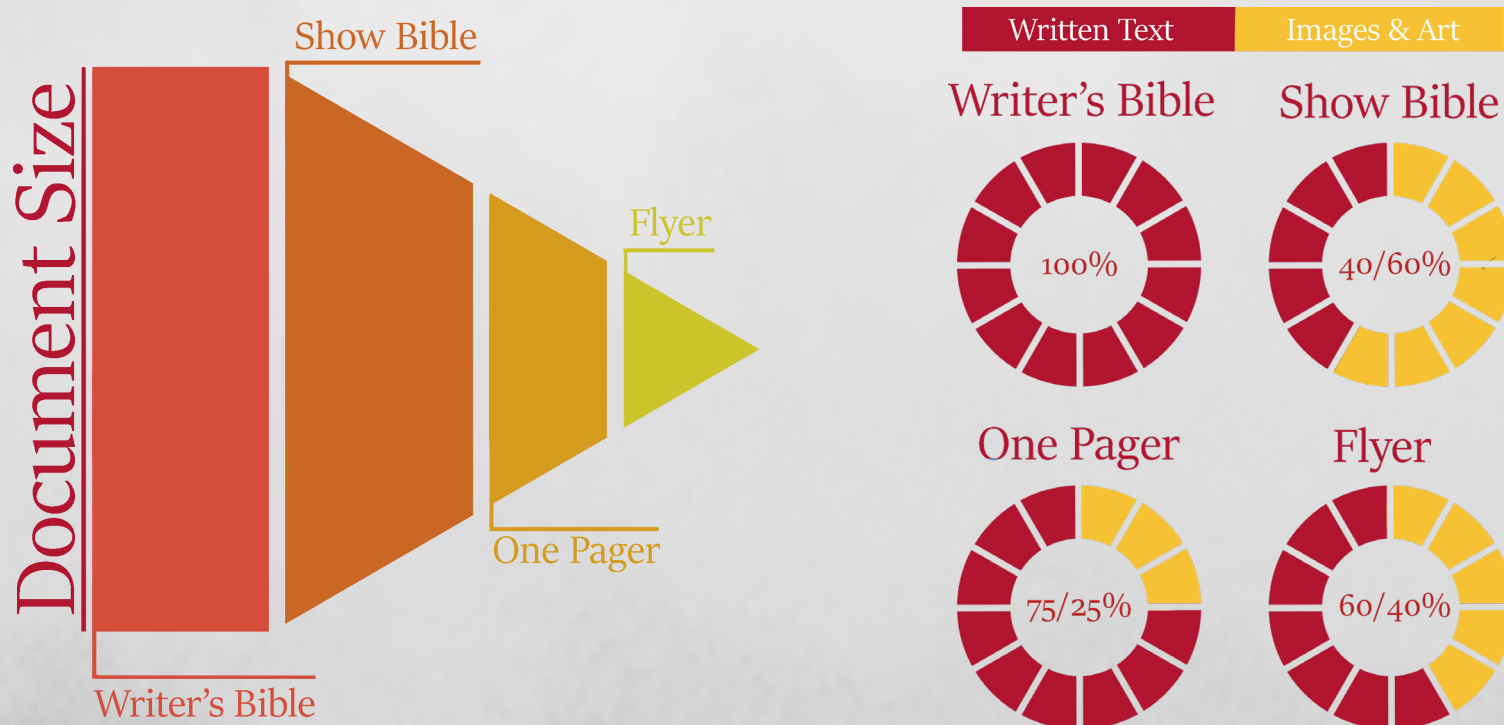 Document Size
Show Bible
Flyer
One Pager
Writer's Bible
Written Text
Images & Art
Writer's Bible
Show Bible
100%
40/60%
One Pager
Flyer
75/25%
60/40%